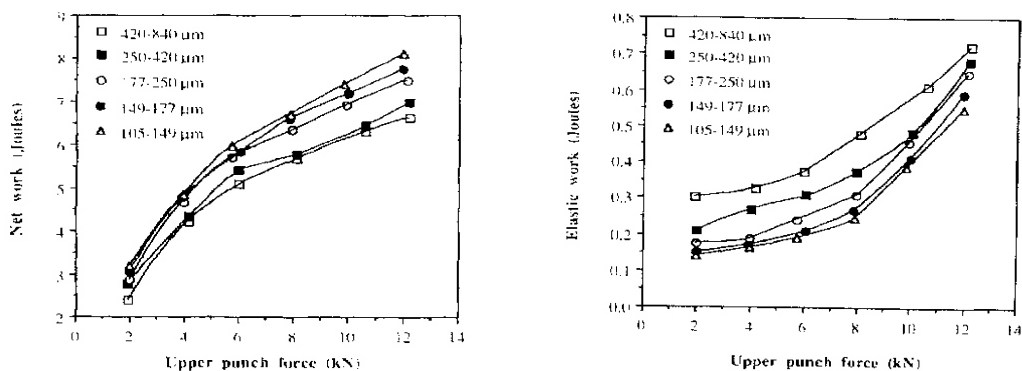 9
8
7
6
5
4
3
2
0 2 4 6 8 10 12 14
420-840 µm
250-420 µm
177-250 µm
149-177 µm
105-149 µm
Net work (Joules)
Upper punch force (kN)
0.8
0.7
0.6
0.5
0.4
0.3
0.2
0.1
0.0
0 2 4 6 8 10 12 14
420-840 µm
250-420 µm
177-250 µm
149-177 µm
105-149 µm
Elastic work (Joules)
Upper punch force (kN)